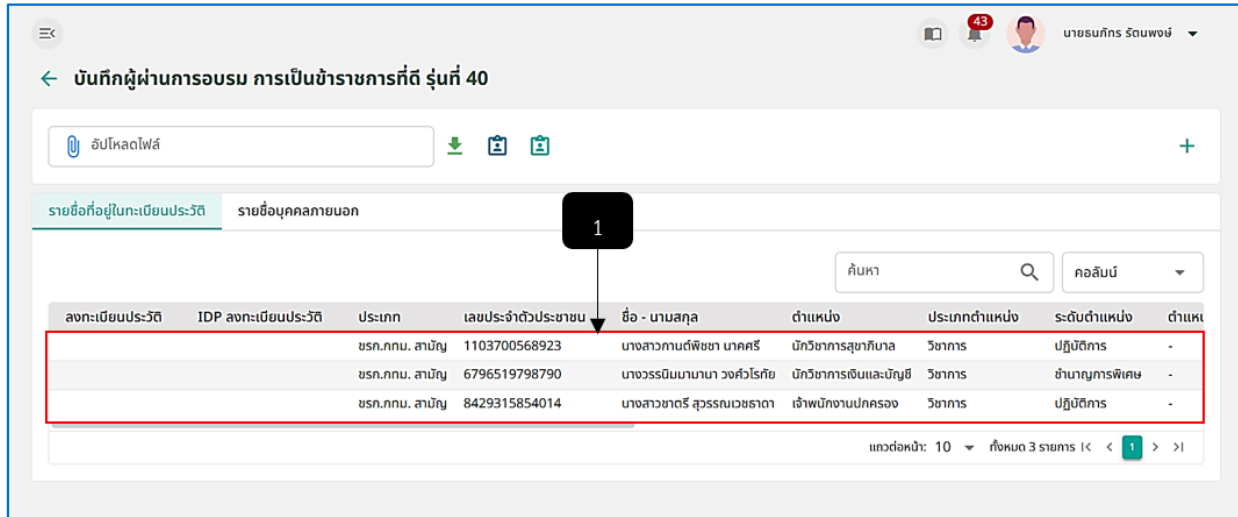 43
นายธนภัทร รัตนพงษ์
บันทึกผู้ผ่านการอบรม การเป็นข้าราชการที่ดี รุ่นที่ 40
อัปโหลดไฟล์
รายชื่อที่อยู่ในทะเบียนประวัติ รายชื่อบุคคลภายนอก
1
ค้นหา คอลัมน์
ลงทะเบียนประวัติ IDP ลงทะเบียนประวัติ ประเภท เลขประจำตัวประชาชน ชื่อ - นามสกุล ตำแหน่ง ประเภทตำแหน่ง ระดับตำแหน่ง
ขรก.กทม. สามัญ 1103700568923 นางสาวกานต์พิชชา นาคศรี นักวิชาการสุขาภิบาล วิชาการ ปฏิบัติการ -
ขรก.กทม. สามัญ 6796519798790 นางวรรนิมมามานา วงศ์วโรทัย นักวิชาการเงินและบัญชี วิชาการ ชำนาญการพิเศษ -
ขรก.กทม. สามัญ 8429315854014 นางสาวชาตรี สุวรรณเวชธาดา เจ้าพนักงานปกครอง วิชาการ ปฏิบัติการ -
แถวต่อหน้า: 10 ทั้งหมด 3 รายการ 1